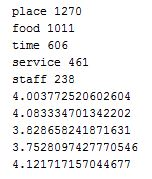 place 1270
food 1011
time 606
service 461
staff 238
4.003772520602604
4.083334701342202
3.828658241871631
3.7528097427770546
4.121717157044677